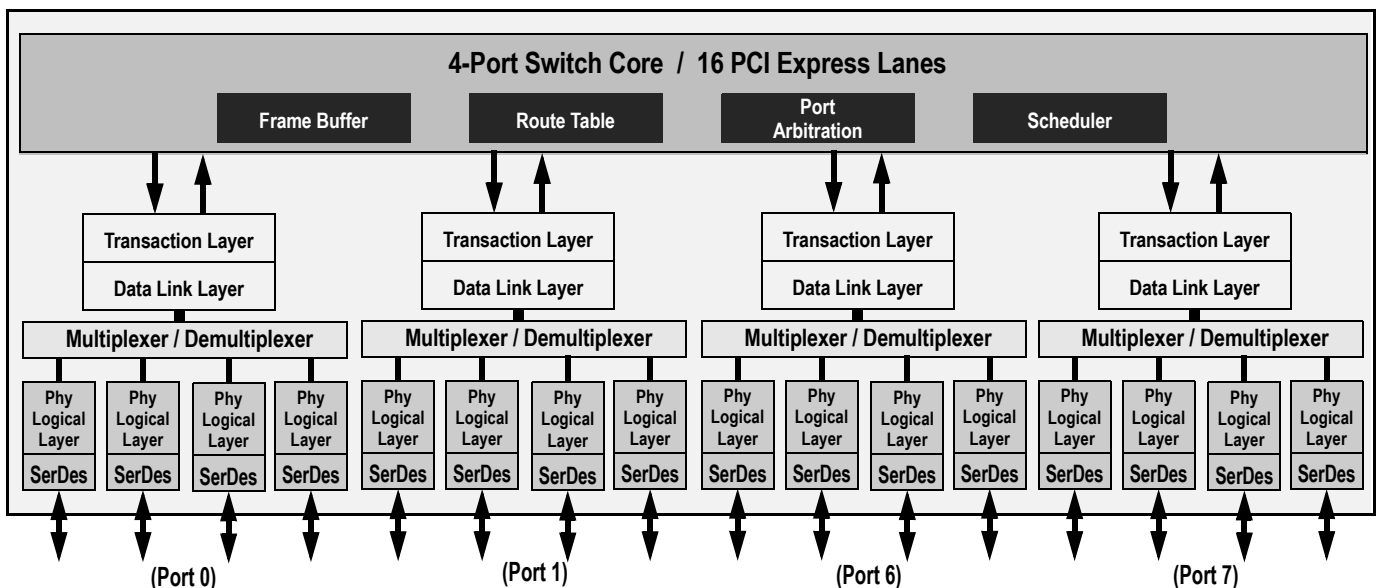 4-Port Switch Core / 16 PCI Express Lanes
Frame Buffer
Route Table
Port
Arbitration
Scheduler
Transaction Layer
Data Link Layer
Multiplexer / Demultiplexer
Phy
Logical
Layer
SerDes
Phy
Logical
Layer
SerDes
Phy
Logical
Layer
SerDes
Phy
Logical
Layer
SerDes
(Port 0)
Transaction Layer
Data Link Layer
Multiplexer / Demultiplexer
Phy
Logical
Layer
SerDes
Phy
Logical
Layer
SerDes
Phy
Logical
Layer
SerDes
Phy
Logical
Layer
SerDes
(Port 1)
Transaction Layer
Data Link Layer
Multiplexer / Demultiplexer
Phy
Logical
Layer
SerDes
Phy
Logical
Layer
SerDes
Phy
Logical
Layer
SerDes
Phy
Logical
Layer
SerDes
(Port 6)
Transaction Layer
Data Link Layer
Multiplexer / Demultiplexer
Phy
Logical
Layer
SerDes
Phy
Logical
Layer
SerDes
Phy
Logical
Layer
SerDes
Phy
Logical
Layer
SerDes
(Port 7)